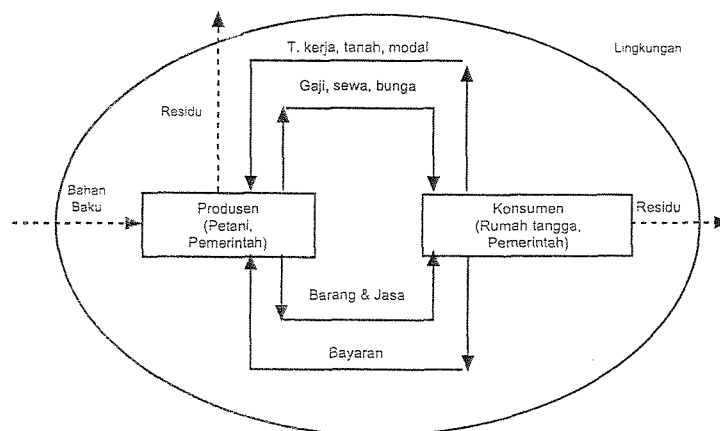 T. kerja, tanah, modal
Lingkungan
Gaji, sewa, bunga
Residu
Bahan
Baku
Produsen
(Petani,
Pemerintah)
Konsumen
(Rumah tangga,
Pemerintah)
Residu
Barang & Jasa
Bayaran